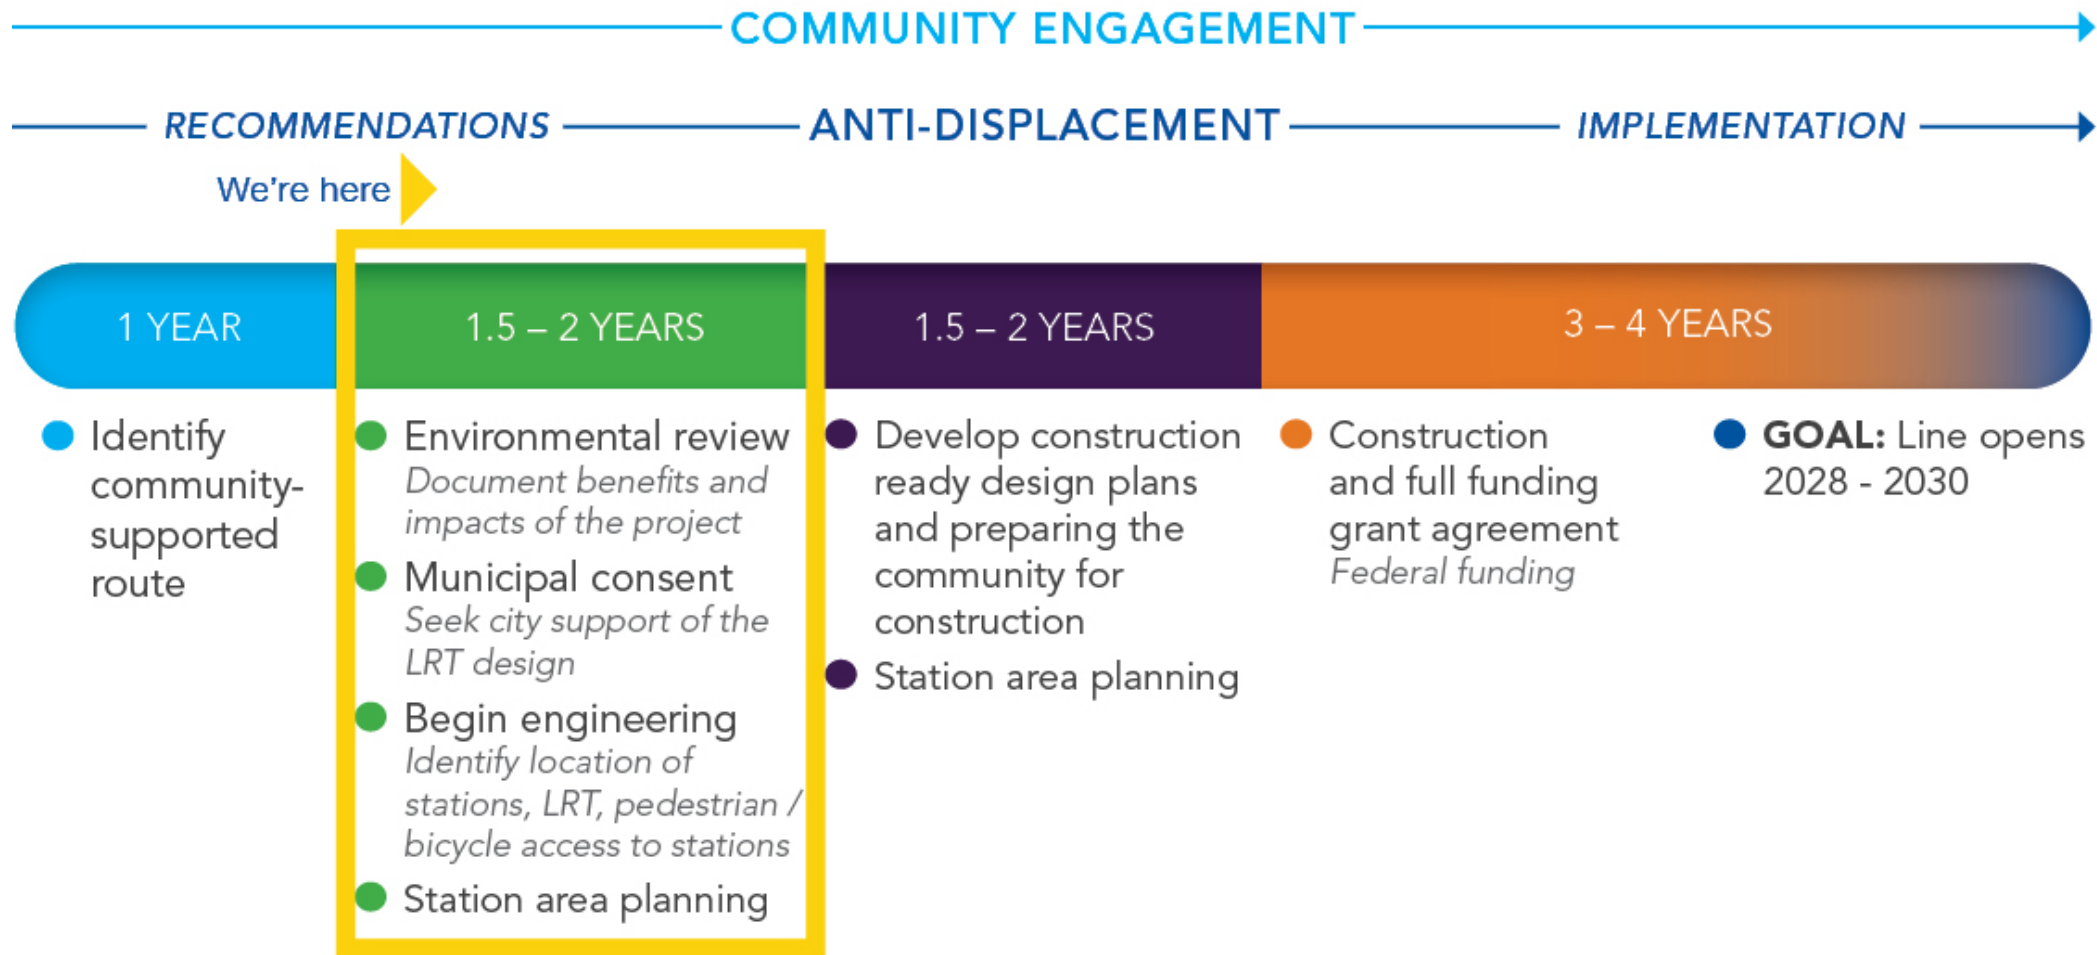 COMMUNITY ENGAGEMENT
RECOMMENDATIONS
ANTI-DISPLACEMENT
IMPLEMENTATION
We're here
1 YEAR
1.5 – 2 YEARS
1.5 – 2 YEARS
3 – 4 YEARS
Identify
community-
supported
route
Environmental review
Document benefits and
impacts of the project
Municipal consent
Seek city support of the
LRT design
Begin engineering
Identify location of
stations, LRT, pedestrian /
bicycle access to stations
Station area planning
Develop construction
ready design plans
and preparing the
community for
construction
Station area planning
Construction
and full funding
grant agreement
Federal funding
GOAL: Line opens
2028 - 2030